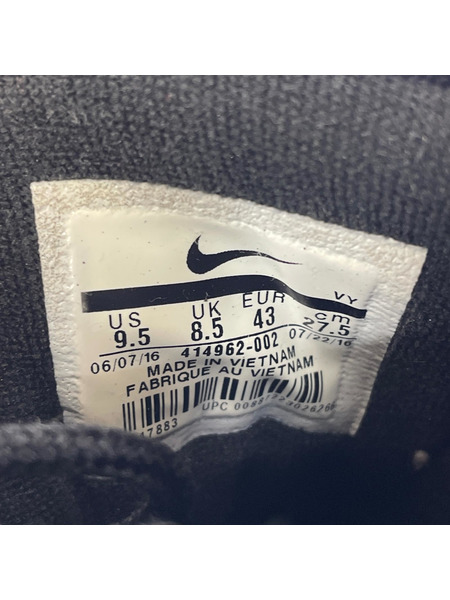 VY
US UK EUR cm
9.5 8.5 43 27.5
06/07/16 414962-002 07/22/16
MADE IN VIETNAM
FABRIQUE AU VIETNAM
UPC